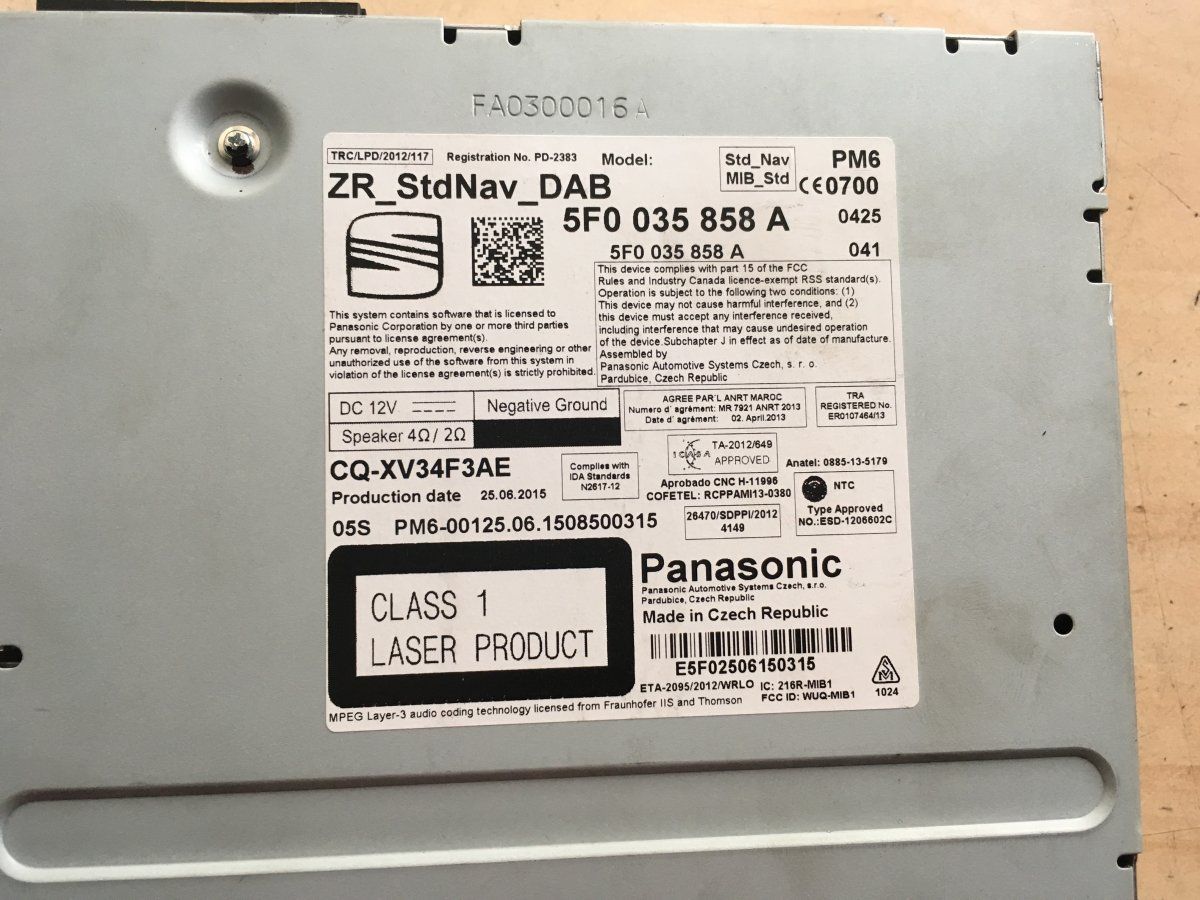 FA0300016A
TRC/LPD/2012/117 Registration No. PD-2383 Model: Std_Nav PM6
MIB_Std CE0700
ZR_StdNav_DAB
5F0 035 858 A 0425
5F0 035 858 A 041
This device complies with part 15 of the FCC
Rules and Industry Canada licence-exempt RSS standard(s).
Operation is subject to the following two conditions: (1)
This device may not cause harmful interference, and (2)
this device must accept any interference received,
including interference that may cause undesired operation
of the device.Subchapter J in effect as of date of manufacture.
Assembled by
Panasonic Automotive Systems Czech, s. r. o.
Pardubice, Czech Republic
This system contains software that is licensed to
Panasonic Corporation by one or more third parties
pursuant to license agreement(s).
Any removal, reproduction, reverse engineering or other
unauthorized use of the software from this system in
violation of the license agreement(s) is strictly prohibited.
DC 12V Negative Ground
Speaker 4Ω/2Ω
AGREE PAR'L ANRT MAROC
Numero d' agrément: MR 7921 ANRT 2013
Date d' agrément: 02. April.2013
TRA
REGISTERED No.
ER0107464/13
ICASA TA-2012/649
APPROVED
Anatel: 0885-13-5179
CQ-XV34F3AE
Production date 25.06.2015
Complies with
IDA Standards
N2617-12
Aprobado CNC H-11996
COFETEL: RCPPAMI13-0380
NTC
Type Approved
NO.:ESD-1206602C
26470/SDPPI/2012
4149
05S PM6-00125.06.1508500315
CLASS 1
LASER PRODUCT
Panasonic
Panasonic Automotive Systems Czech, s.r.o.
Pardubice, Czech Republic
Made in Czech Republic
E5F02506150315
ETA-2095/2012/WRLO IC: 216R-MIB1
FCC ID: WUQ-MIB1
1024
MPEG Layer-3 audio coding technology licensed from Fraunhofer IIS and Thomson